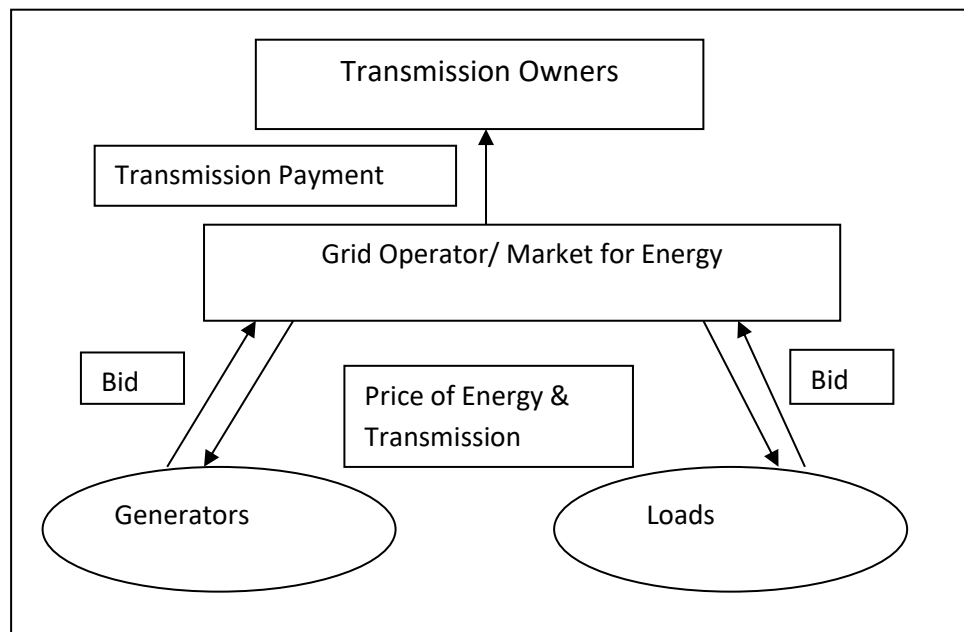 Transmission Owners
Transmission Payment
Grid Operator/ Market for Energy
Bid
Price of Energy &
Transmission
Bid
Generators
Loads